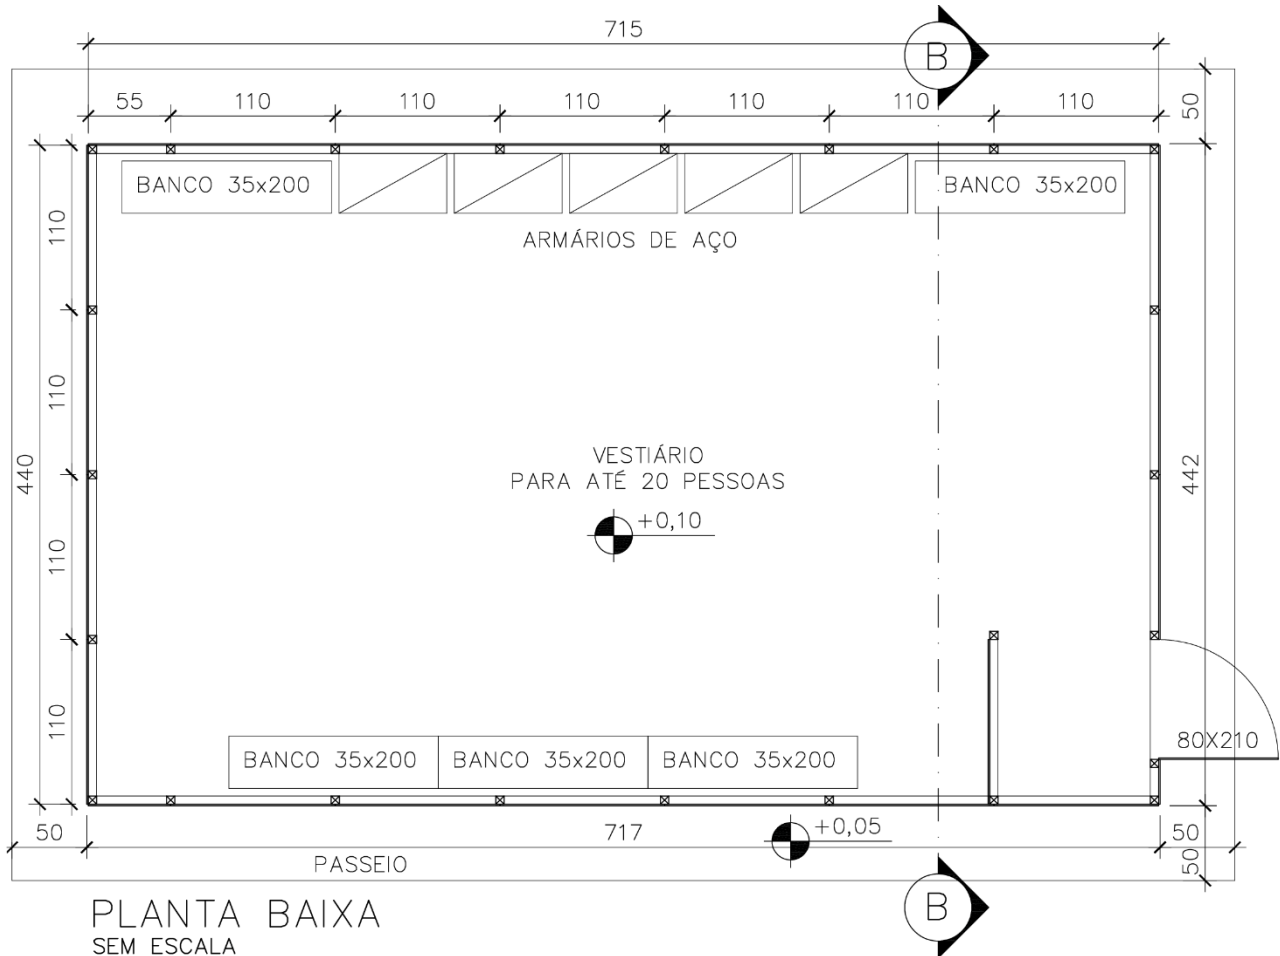 715
B
55 110 110 110 110 110 110
50
BANCO 35x200
BANCO 35x200
ARMÁRIOS DE AÇO
110
110
110
110
440
442
VESTIÁRIO
PARA ATÉ 20 PESSOAS
+0,10
80X210
BANCO 35x200 BANCO 35x200 BANCO 35x200
50
717
+0,05
50
50
PASSEIO
B
PLANTA BAIXA
SEM ESCALA